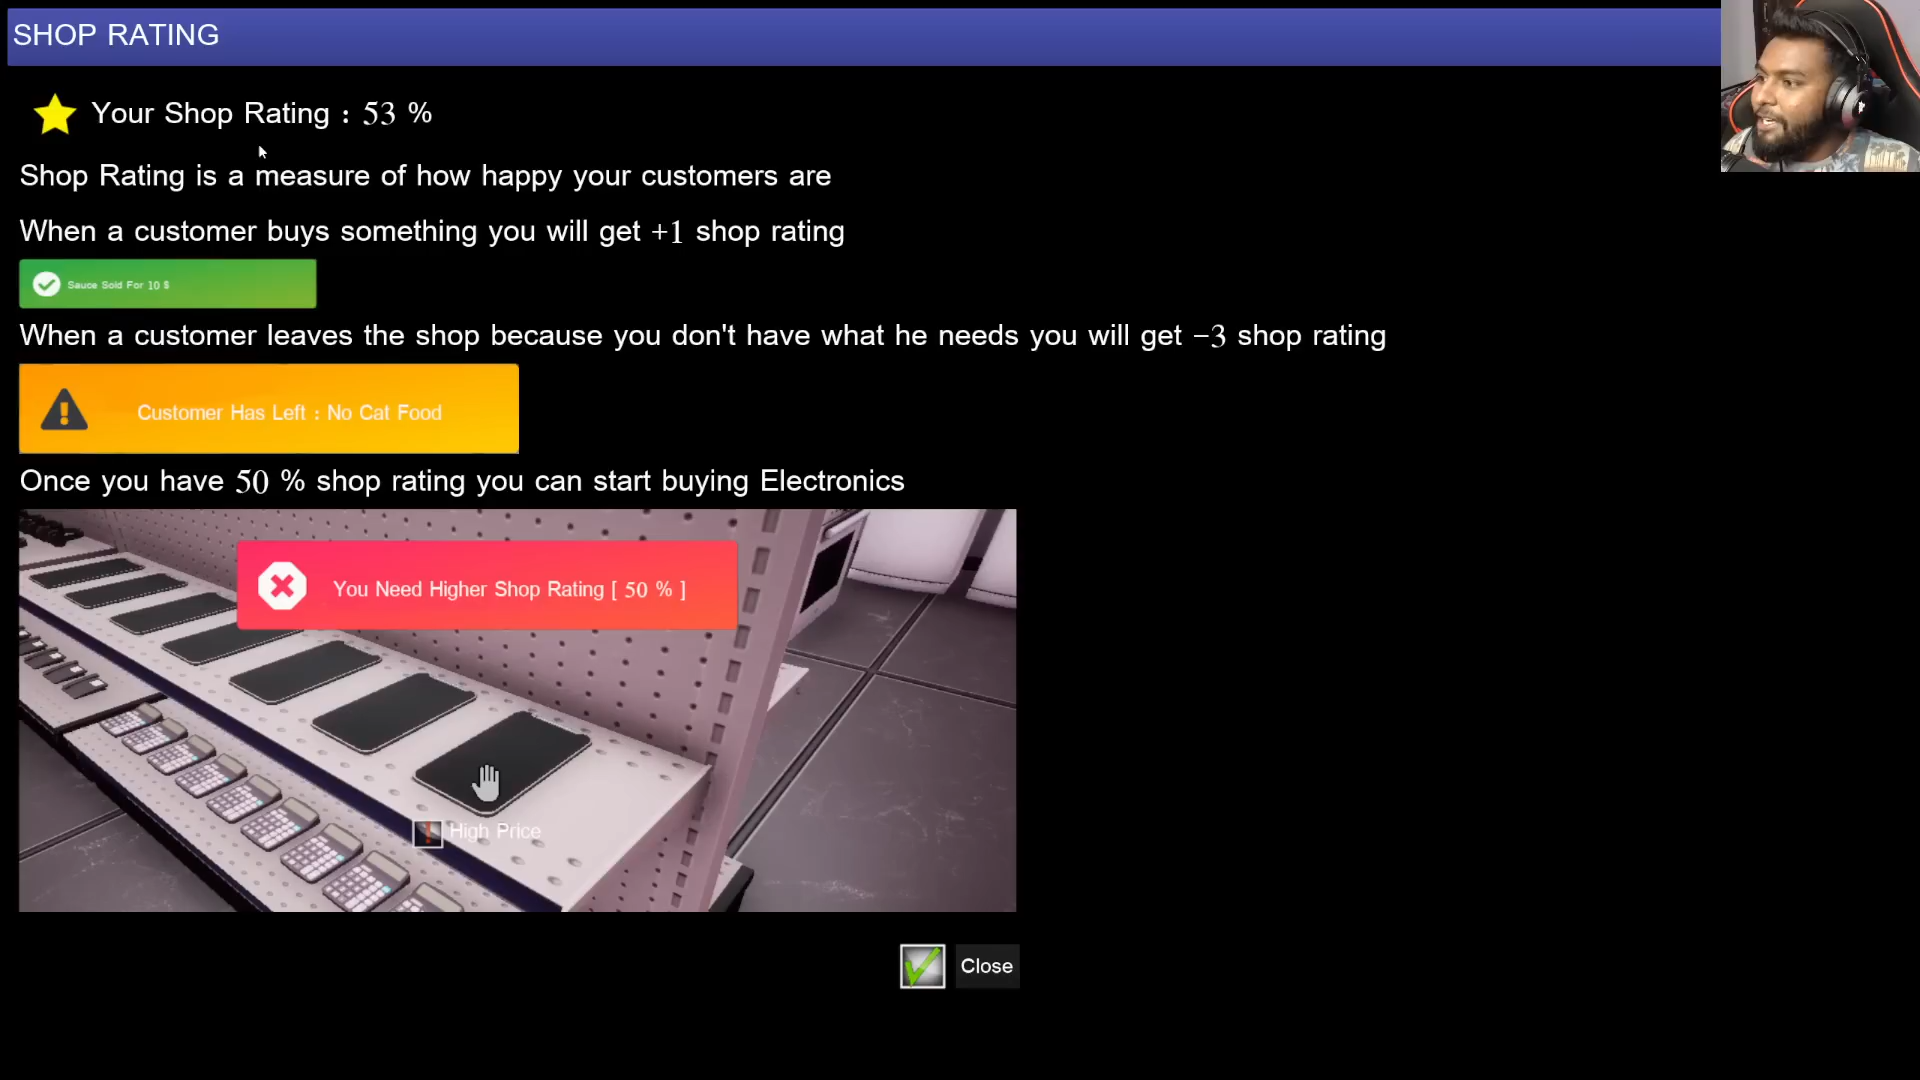 SHOP RATING
Your Shop Rating : 53 %
Shop Rating is a measure of how happy your customers are
When a customer buys something you will get +1 shop rating
Sauce Sold For 10 $
When a customer leaves the shop because you don't have what he needs you will get −3 shop rating
Customer Has Left : No Cat Food
Once you have 50 % shop rating you can start buying Electronics
You Need Higher Shop Rating [ 50 % ]
High Price
Close